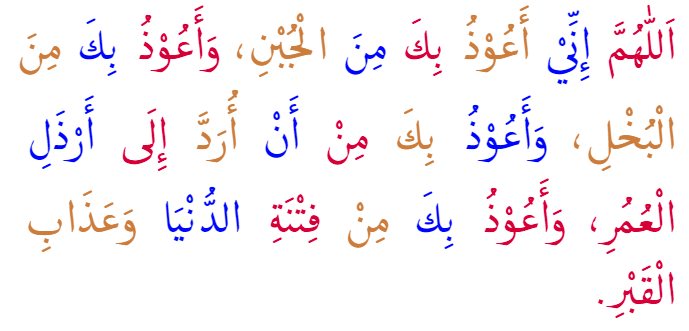 اَللّٰهُمَّ إِنِّيْ أَعُوْذُ بِكَ مِنَ الْجُبْنِ، وَأَعُوْذُ بِكَ مِنَ
الْبُخْلِ، وَأَعُوْذُ بِكَ مِنْ أَنْ أُرَدَّ إِلَى أَرْذَلِ
الْعُمُرِ، وَأَعُوْذُ بِكَ مِنْ فِتْنَةِ الدُّنْيَا وَعَذَابِ
الْقَبْرِ.